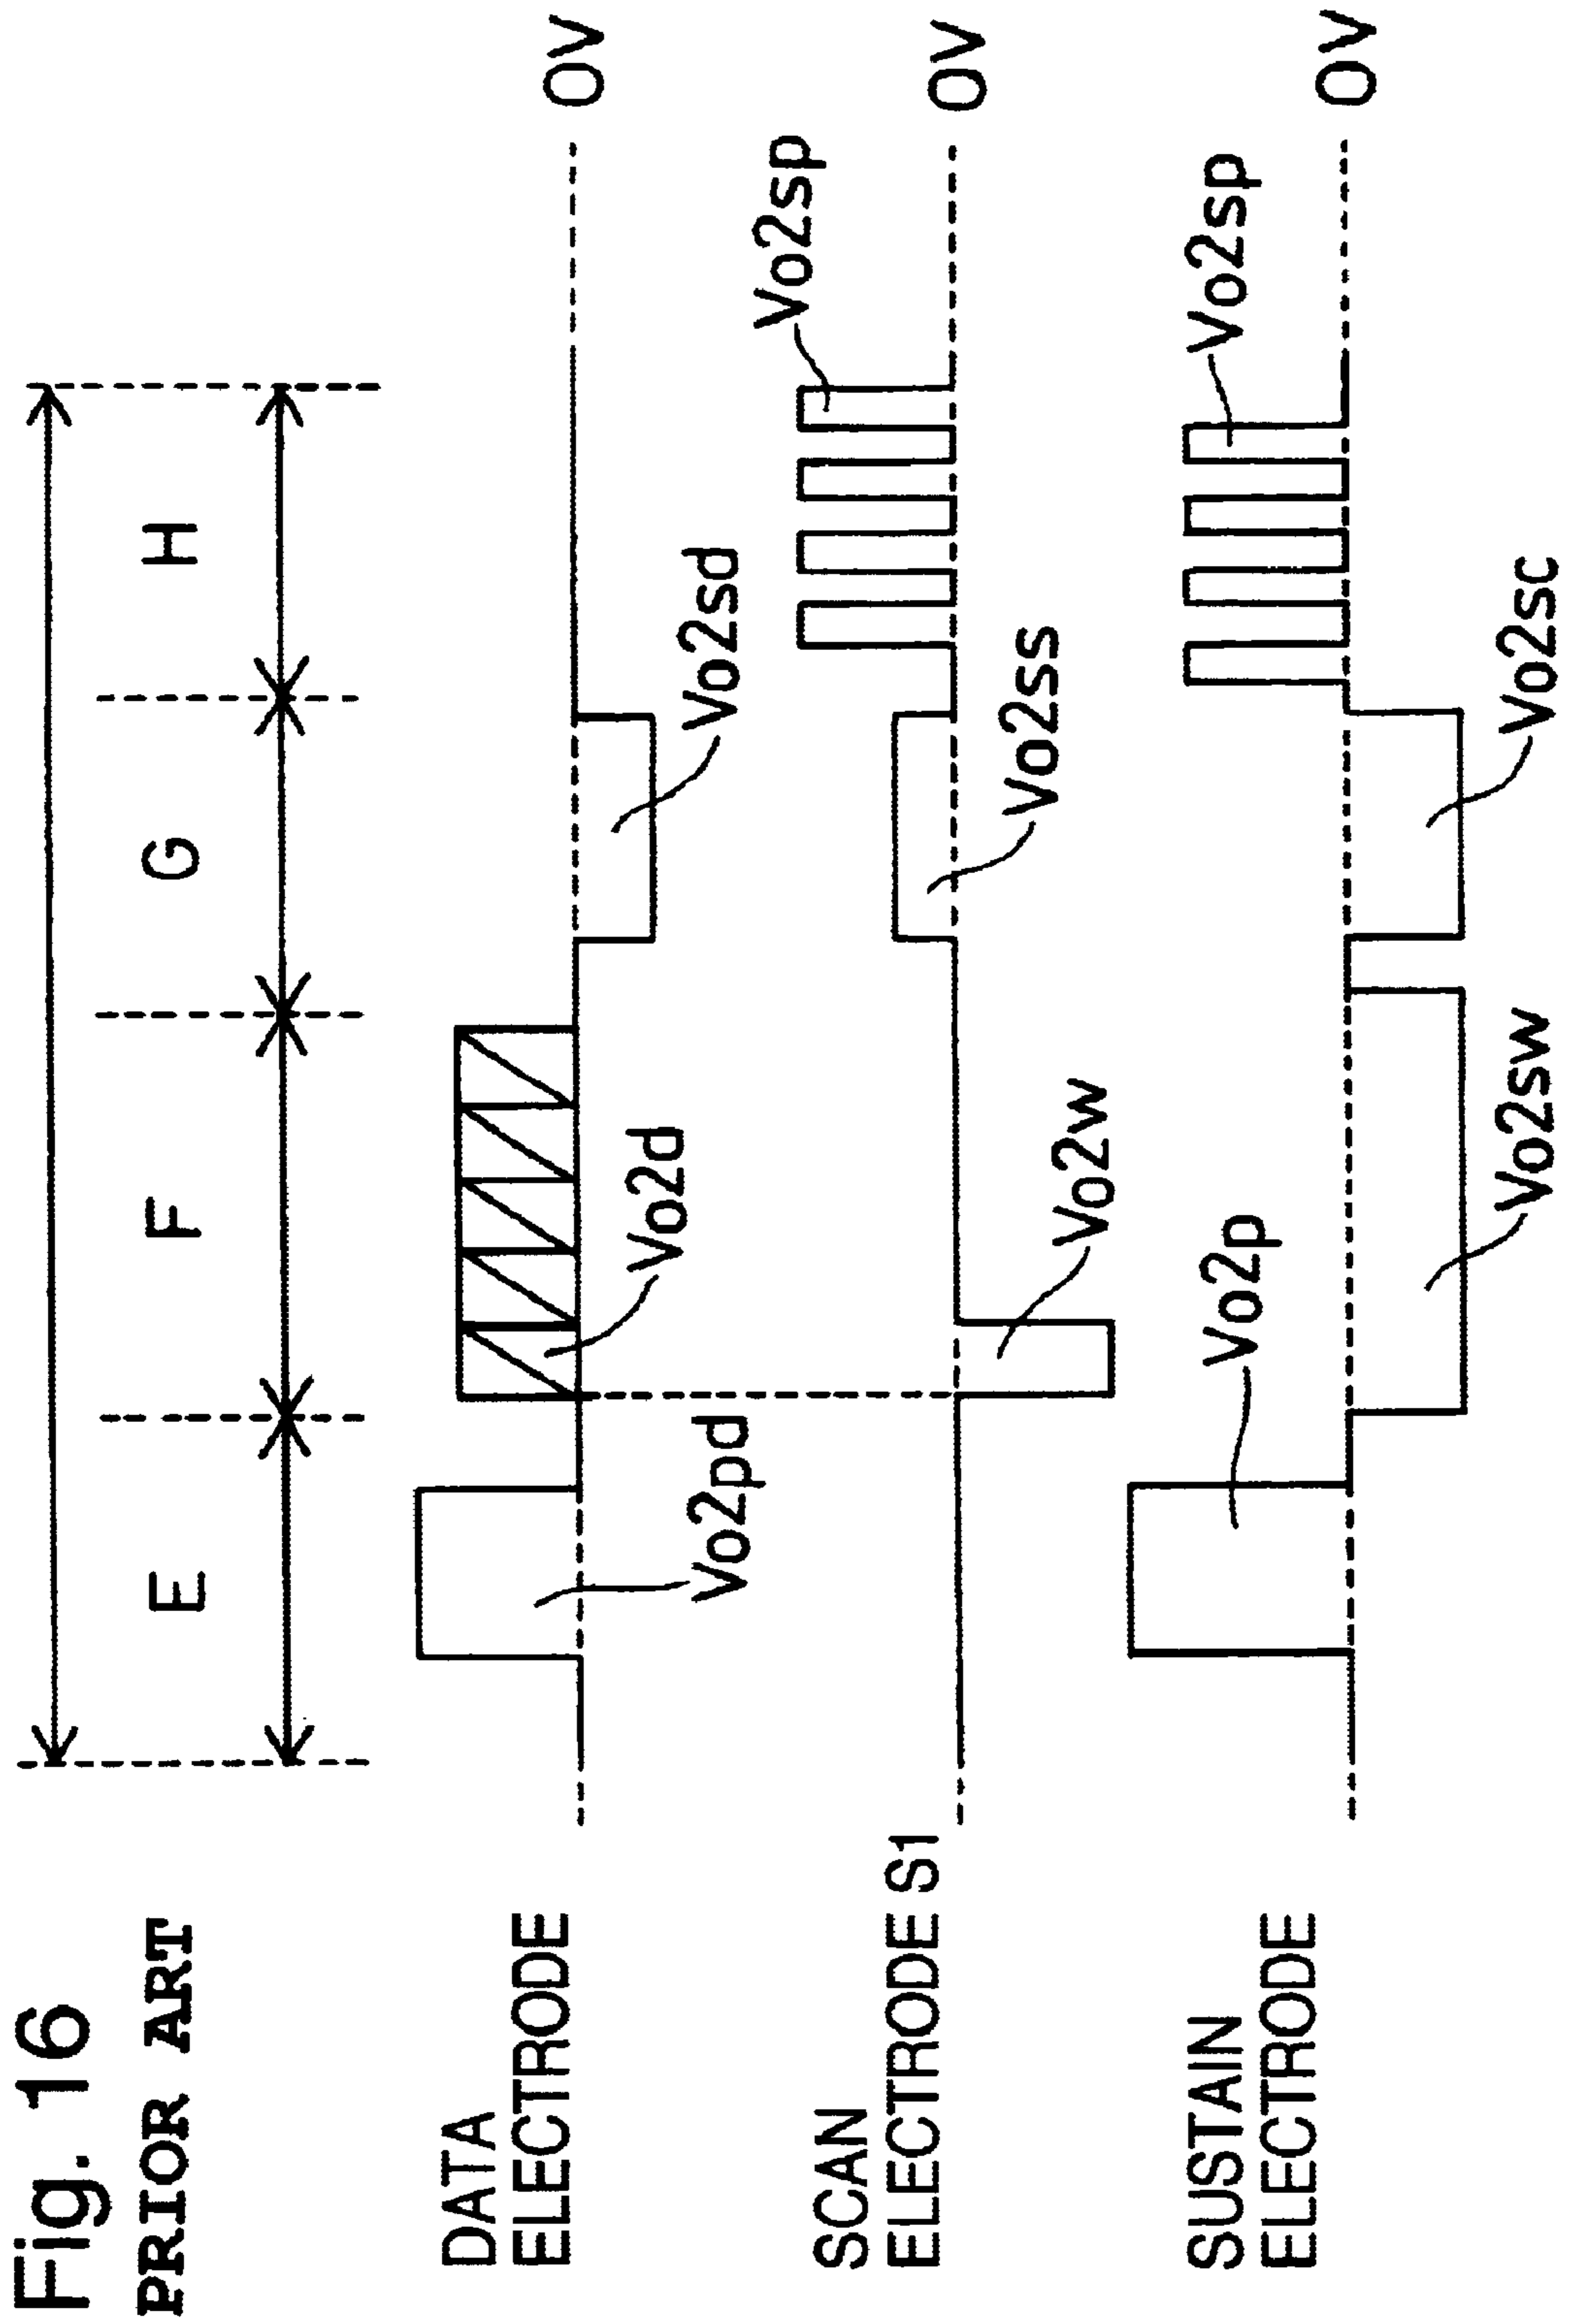 Fig. 16
PRIOR ART
E
F
G
H
DATA
ELECTRODE
Vo2pd
Vo2d
Vo2sd
0V
SCAN
ELECTRODE S1
Vo2w
Vo2ss
Vo2sp
0V
SUSTAIN
ELECTRODE
Vo2p
Vo2sw
Vo2sc
Vo2sp
0V